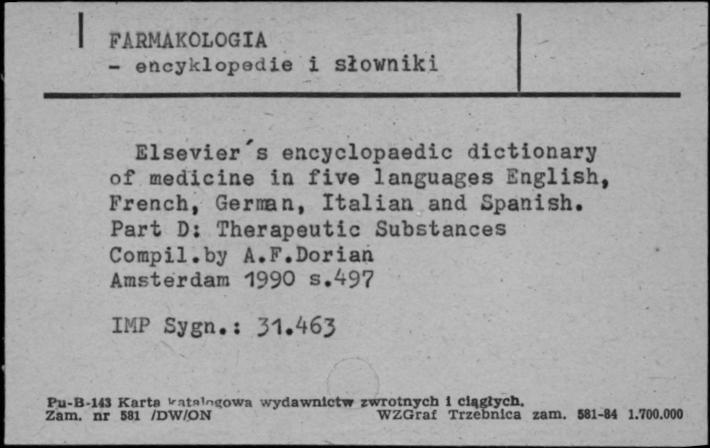 FARMAKOLOGIA
- encyklopedie i słowniki
Elsevier´s encyclopaedic dictionary
of medicine in five languages English,
French, German, Italian and Spanish.
Part D: Therapeutic Substances
Compil.by A.F.Dorian
Amsterdam 1990 s.497
IMP Sygn.: 31.463
Pu-B-143 Karta katalogowa wydawnictw zwrotnych i ciągłych.
Zam. nr 581 /DW/ON WZGraf Trzebnica zam. 581-84 1.700.000